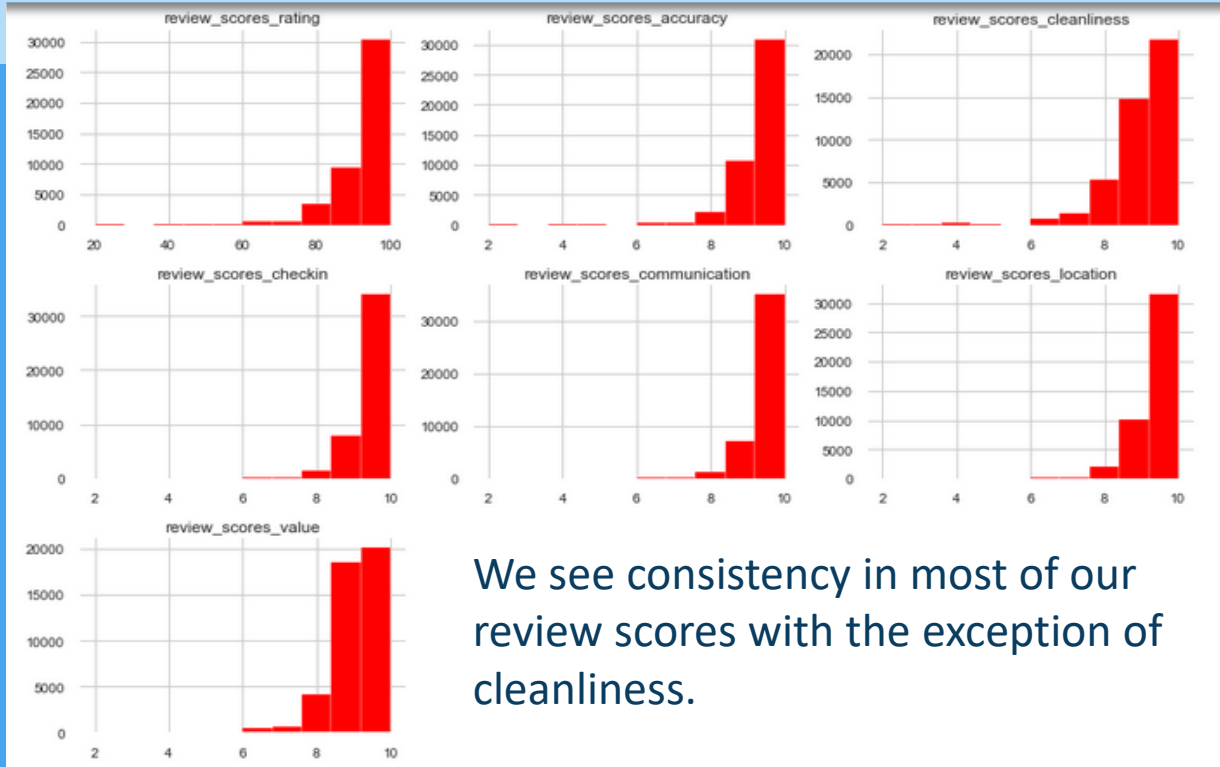 review_scores_rating
30000
25000
20000
15000
10000
5000
0
20 40 60 80 100
review_scores_accuracy
30000
25000
20000
15000
10000
5000
0
2 4 6 8 10
review_scores_cleanliness
20000
15000
10000
5000
0
2 4 6 8 10
review_scores_checkin
30000
20000
10000
0
2 4 6 8 10
review_scores_communication
30000
20000
10000
0
2 4 6 8 10
review_scores_location
30000
25000
20000
15000
10000
5000
0
2 4 6 8 10
review_scores_value
20000
15000
10000
5000
0
2 4 6 8 10
We see consistency in most of our
review scores with the exception of
cleanliness.